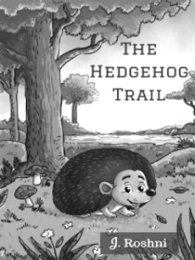 The
Hedgehog
Trail
J. Roshni